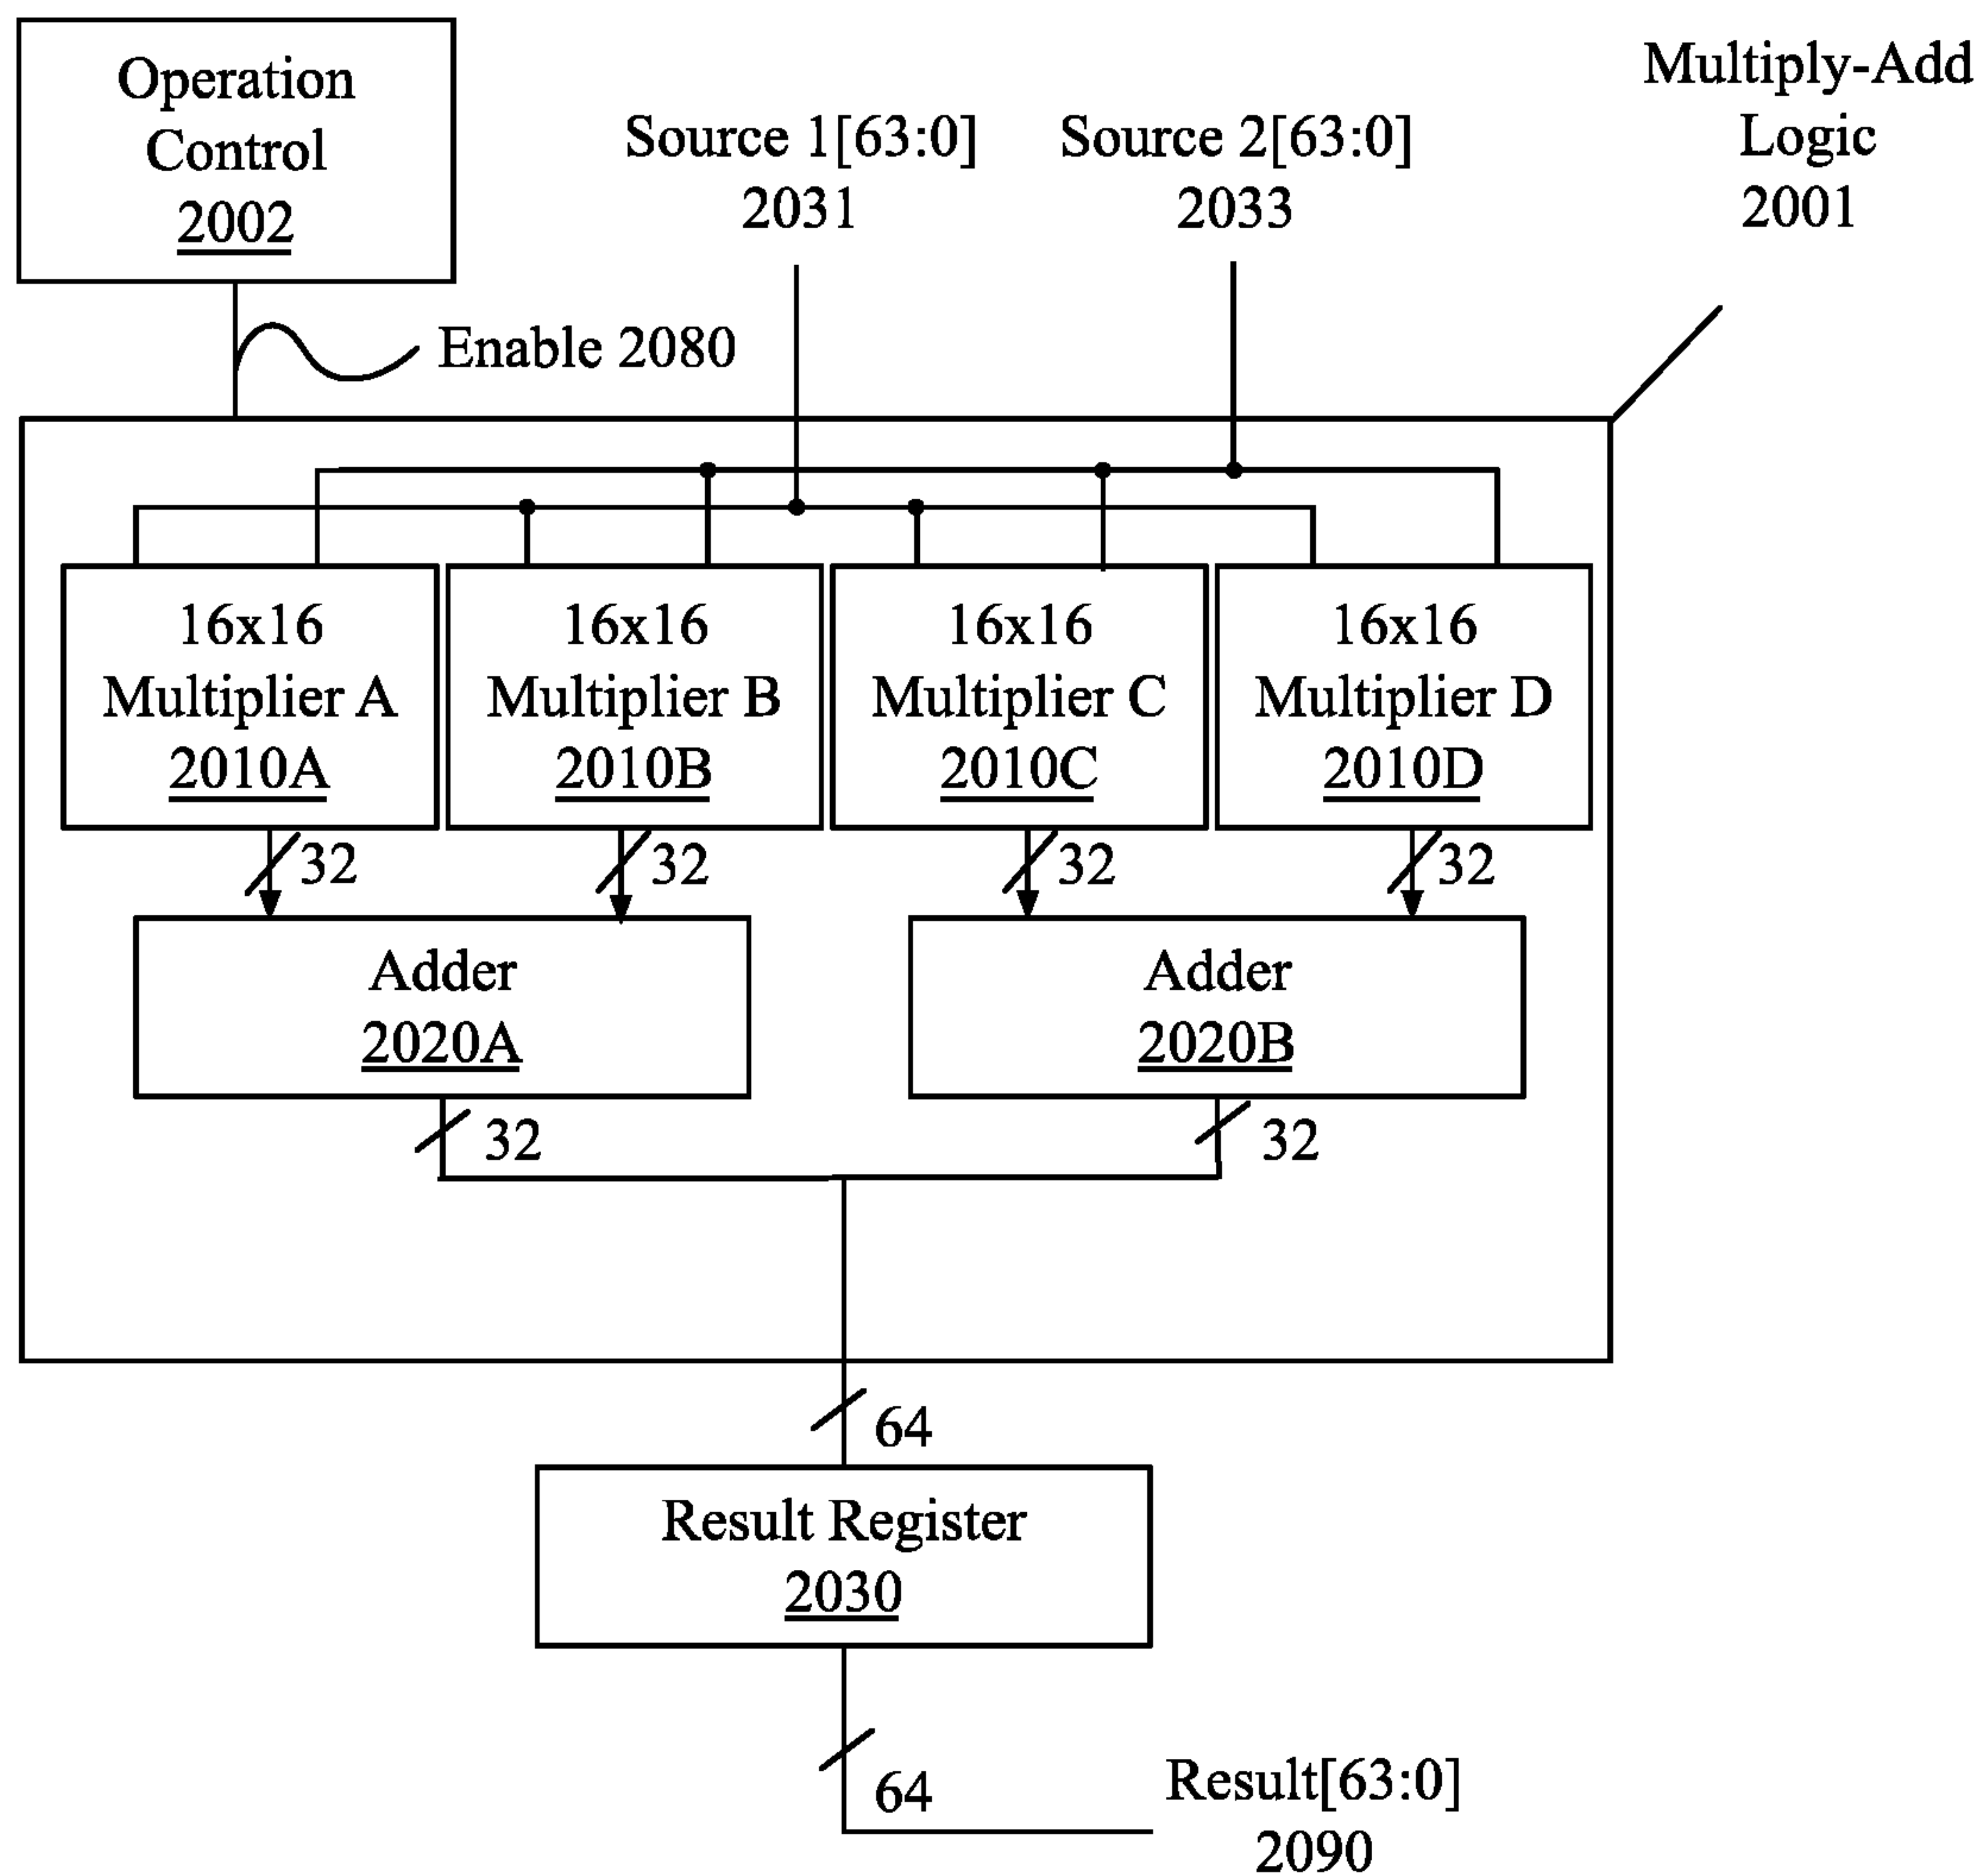 Operation
Control
2002
Source 1[63:0]
2031
Source 2[63:0]
2033
Multiply-Add
Logic
2001
Enable 2080
16x16
Multiplier A
2010A
16x16
Multiplier B
2010B
16x16
Multiplier C
2010C
16x16
Multiplier D
2010D
32
32
32
32
Adder
2020A
Adder
2020B
32
32
64
Result Register
2030
64
Result[63:0]
2090